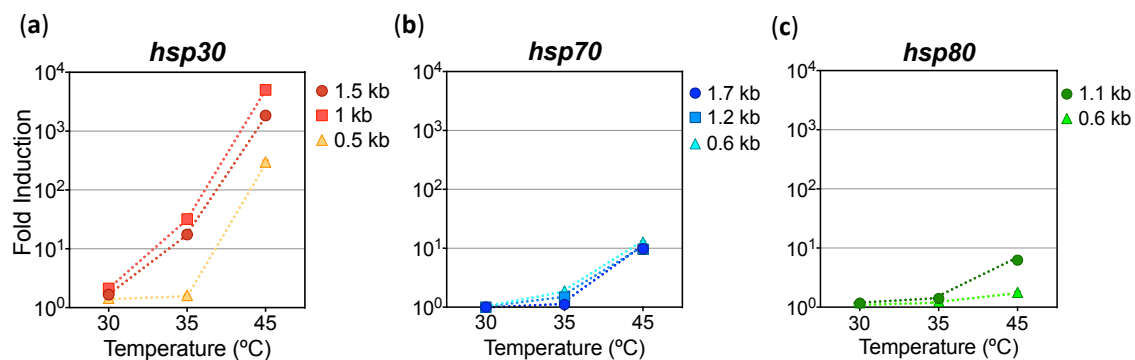 (a)
hsp30
Fold Induction
10⁴
10³
10²
10¹
10⁰
30 35 45
Temperature (ºC)
1.5 kb
1 kb
0.5 kb
(b)
hsp70
10⁴
10³
10²
10¹
10⁰
30 35 45
Temperature (ºC)
1.7 kb
1.2 kb
0.6 kb
(c)
hsp80
10⁴
10³
10²
10¹
10⁰
30 35 45
Temperature (ºC)
1.1 kb
0.6 kb